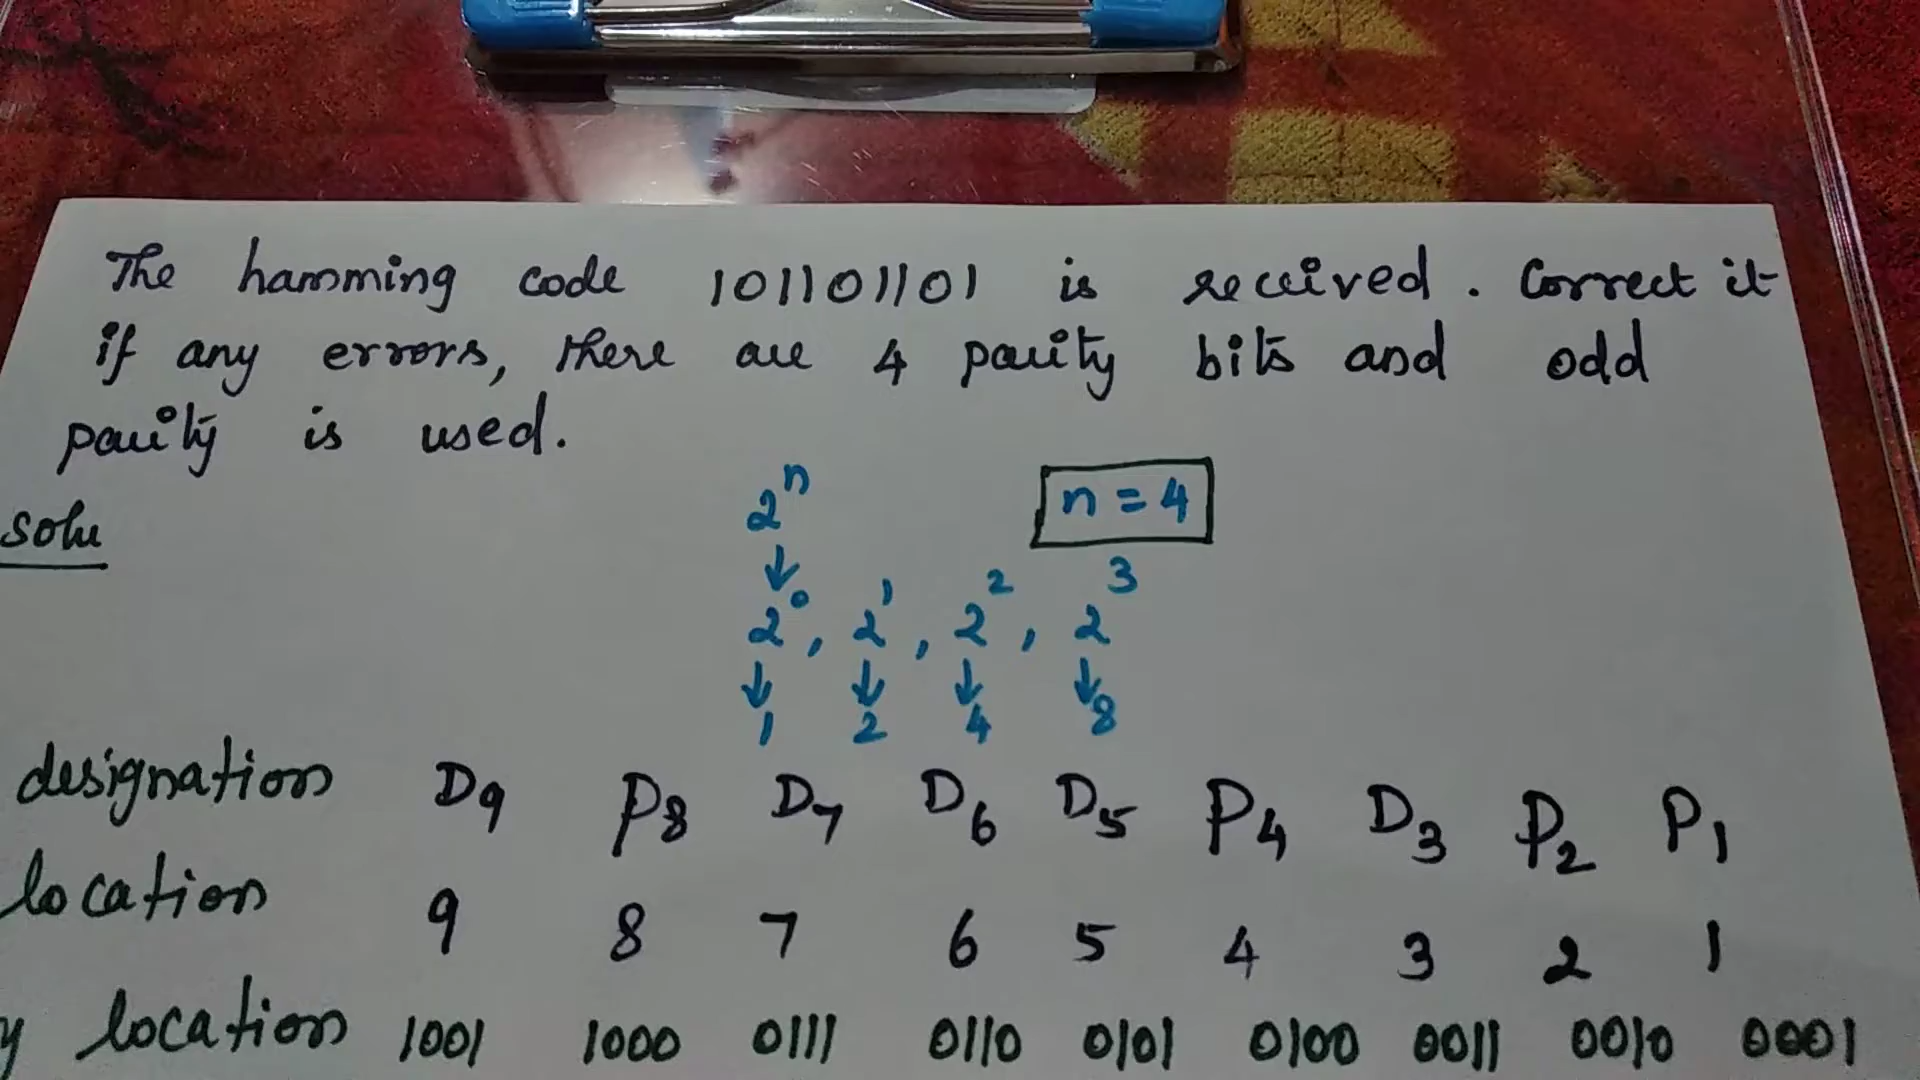 The hamming code 101101101 is received. Correct it
if any errors, there are 4 parity bits and odd
parity is used.
solu
2ⁿ n = 4
↓
2⁰, 2¹, 2², 2³
↓ ↓ ↓ ↓
1 2 4 8
designation D9 P8 D7 D6 D5 P4 D3 P2 P1
location 9 8 7 6 5 4 3 2 1
y location 1001 1000 0111 0110 0101 0100 0011 0010 0001